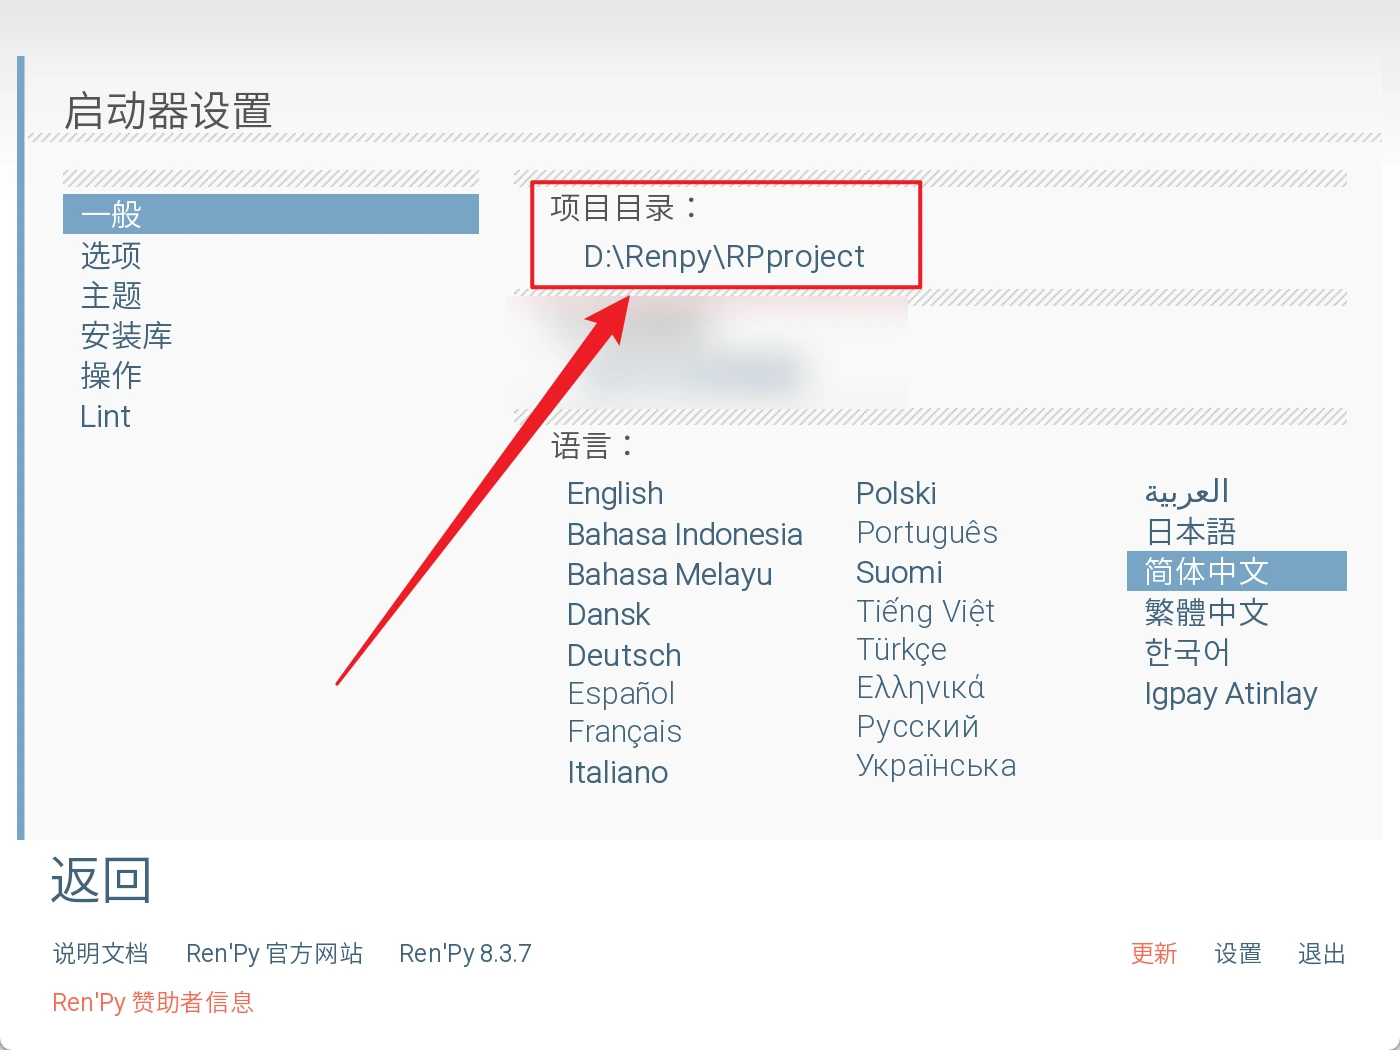 启动器设置
一般
选项
主题
安装库
操作
Lint
项目目录：
D:\Renpy\RPproject
语言：
English
Bahasa Indonesia
Bahasa Melayu
Dansk
Deutsch
Español
Français
Italiano
Polski
Português
Suomi
Tiếng Việt
Türkçe
Ελληνικά
Русский
Українська
العربية
日本語
简体中文
繁體中文
한국어
Igpay Atinlay
返回
说明文档 Ren'Py 官方网站 Ren'Py 8.3.7 更新 设置 退出
Ren'Py 赞助者信息